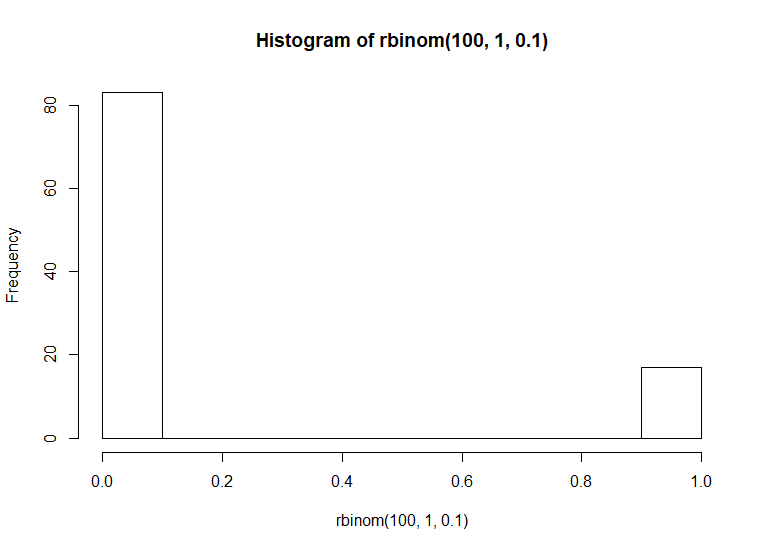 Histogram of rbinom(100, 1, 0.1)
Frequency
80
60
40
20
0
0.0 0.2 0.4 0.6 0.8 1.0
rbinom(100, 1, 0.1)